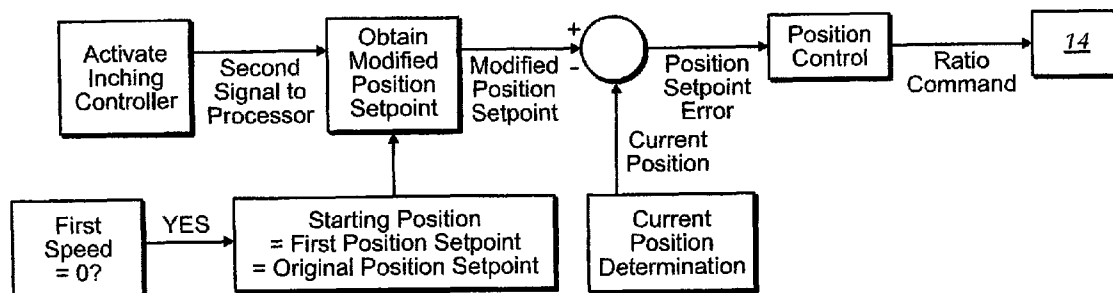 Activate
Inching
Controller
Second
Signal to
Processor
Obtain
Modified
Position
Setpoint
Modified
Position
Setpoint
+
-
Position
Setpoint
Error
Position
Control
Ratio
Command
14
Current
Position
First
Speed
= 0?
YES
Starting Position
= First Position Setpoint
= Original Position Setpoint
Current
Position
Determination